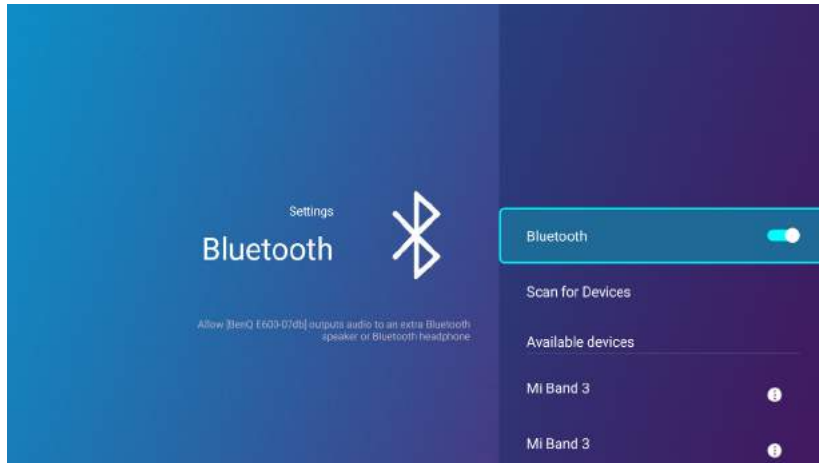 Settings
Bluetooth
Allow [BenQ E600-07db] outputs audio to an extra Bluetooth
speaker or Bluetooth headphone
Bluetooth
Scan for Devices
Available devices
Mi Band 3
Mi Band 3